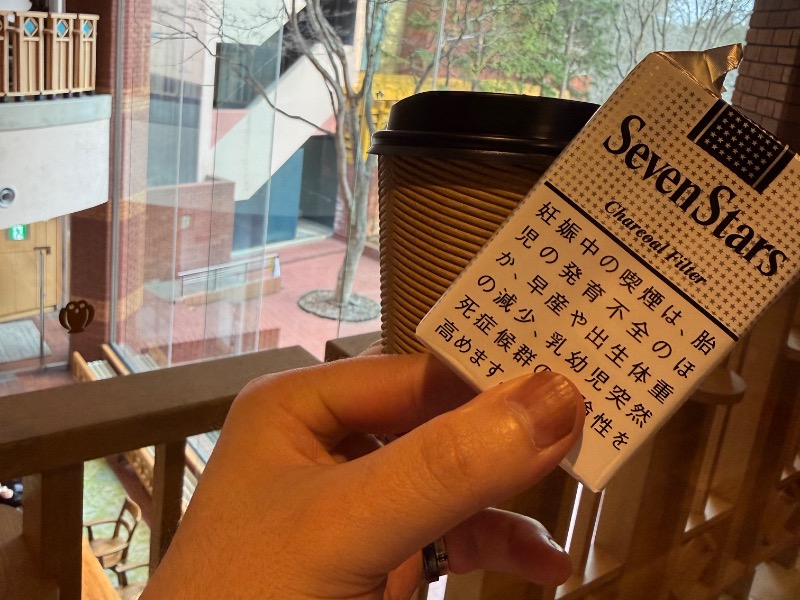 SevenStars
Charcoal Filter
妊娠中の喫煙は、胎
児の発育不全のほ
か、早産や出生体重
の減少、乳幼児突然
死症候群の 険性を
高めます